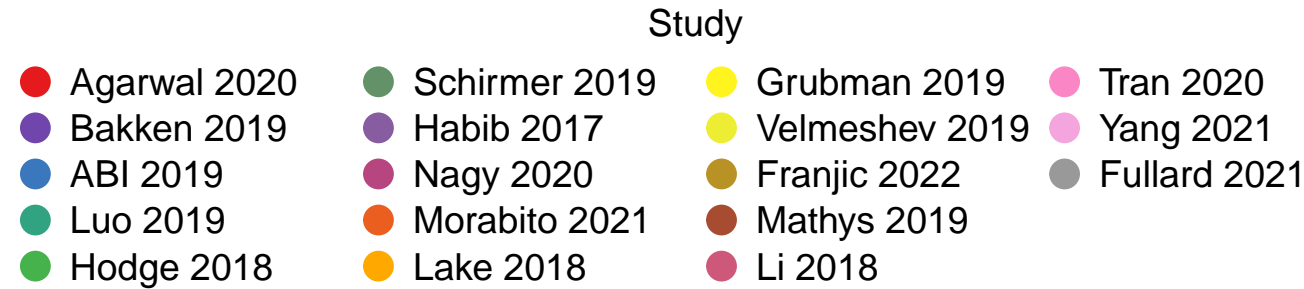 Study
Agarwal 2020
Bakken 2019
ABI 2019
Luo 2019
Hodge 2018
Schirmer 2019
Habib 2017
Nagy 2020
Morabito 2021
Lake 2018
Grubman 2019
Velmeshev 2019
Franjic 2022
Mathys 2019
Li 2018
Tran 2020
Yang 2021
Fullard 2021